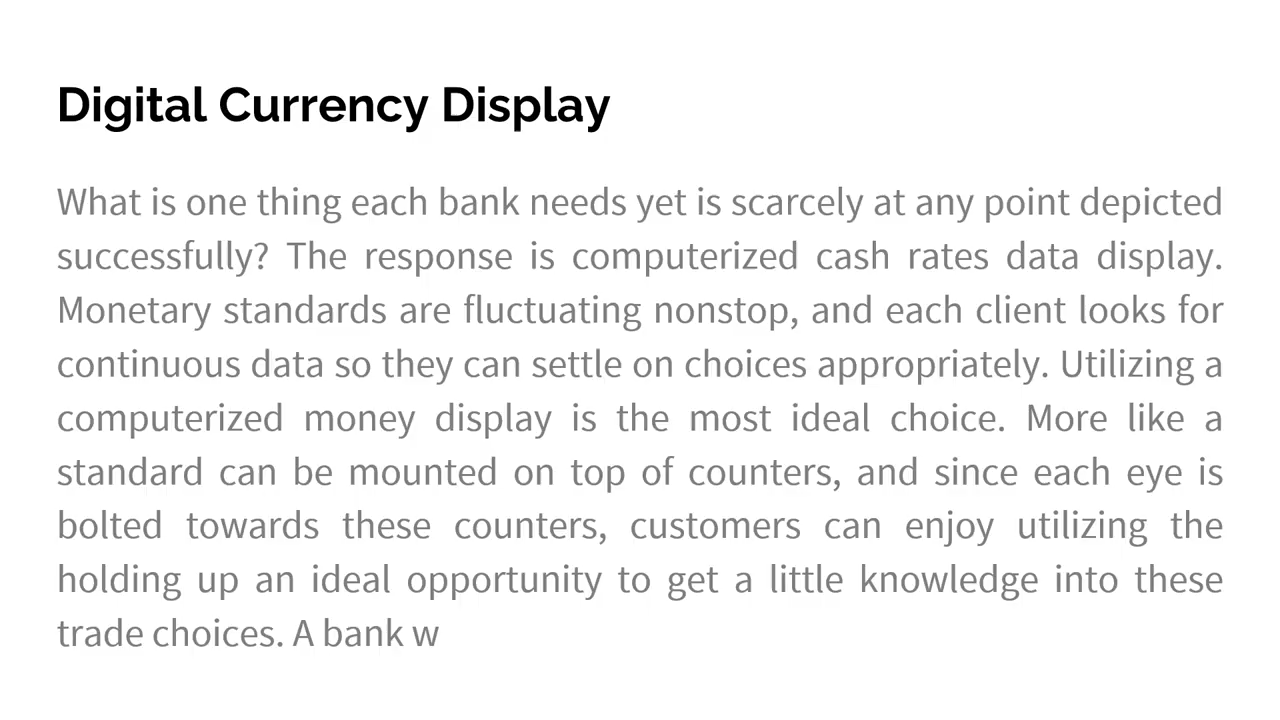 Digital Currency Display
What is one thing each bank needs yet is scarcely at any point depicted
successfully? The response is computerized cash rates data display.
Monetary standards are fluctuating nonstop, and each client looks for
continuous data so they can settle on choices appropriately. Utilizing a
computerized money display is the most ideal choice. More like a
standard can be mounted on top of counters, and since each eye is
bolted towards these counters, customers can enjoy utilizing the
holding up an ideal opportunity to get a little knowledge into these
trade choices. A bank w